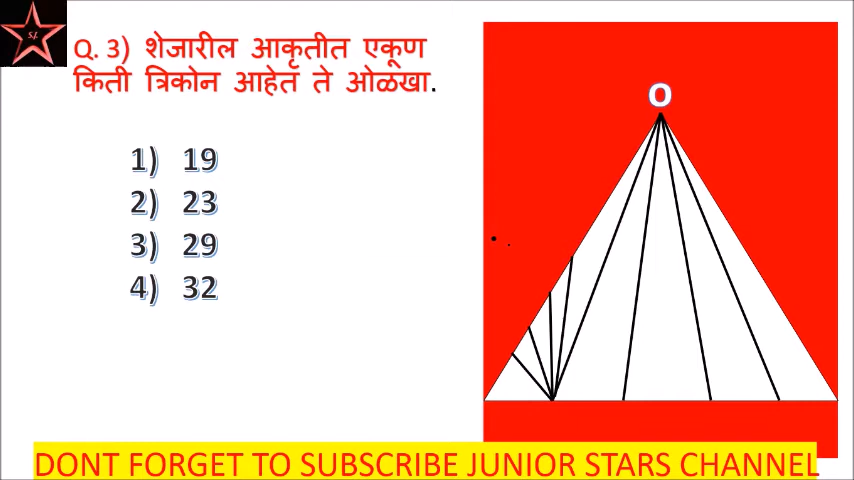 S.J.
Q. 3) शेजारील आकृतीत एकूण
किती त्रिकोन आहेत ते ओळखा.
1) 19
2) 23
3) 29
4) 32
O
DONT FORGET TO SUBSCRIBE JUNIOR STARS CHANNEL